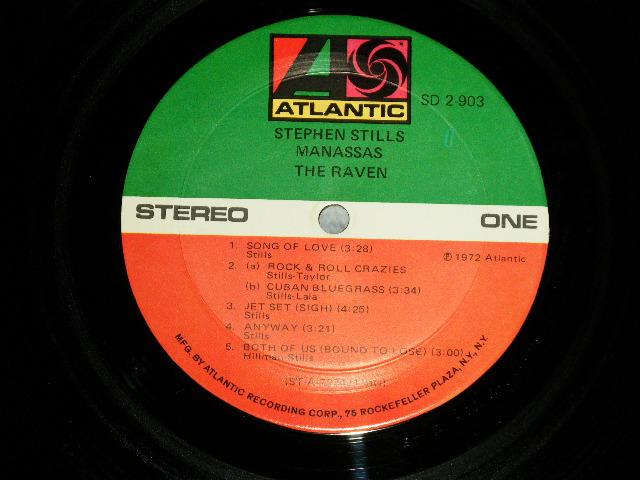 ATLANTIC
SD 2-903
STEPHEN STILLS
MANASSAS
THE RAVEN
STEREO
ONE
1. SONG OF LOVE (3:28)
Stills
℗ 1972 Atlantic
2. (a) ROCK & ROLL CRAZIES
Stills-Taylor
(b) CUBAN BLUEGRASS (3:34)
Stills-Lala
3. JET SET (SIGH) (4:25)
Stills
4. ANYWAY (3:21)
Stills
5. BOTH OF US (BOUND TO LOSE) (3:00)
Hillman-Stills
MFG. BY ATLANTIC RECORDING CORP., 75 ROCKEFELLER PLAZA, N.Y., N.Y.